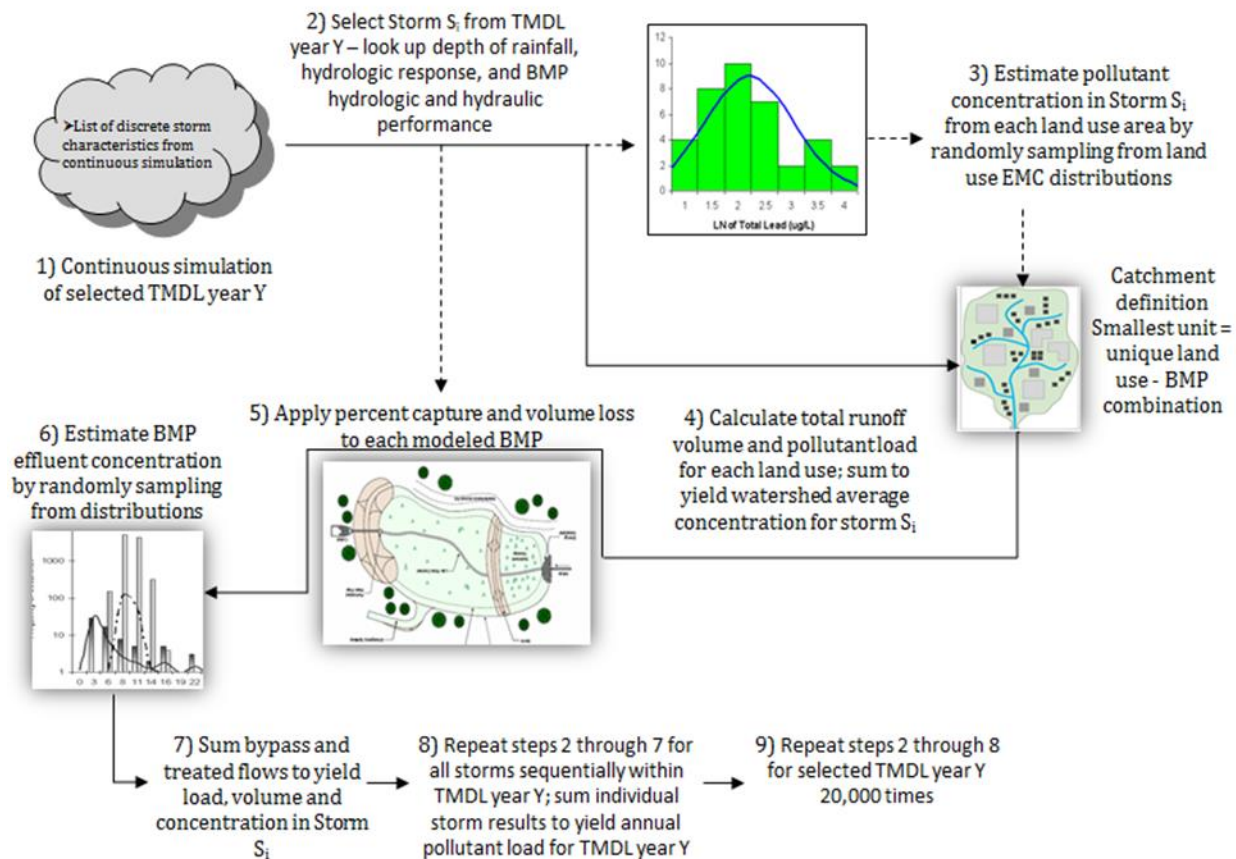 2) Select Storm Si from TMDL
year Y – look up depth of rainfall,
hydrologic response, and BMP
hydrologic and hydraulic
performance
➤List of discrete storm
characteristics from
continuous simulation
1) Continuous simulation
of selected TMDL year Y
12
10
8
6
4
2
0
1
1.5
2
2.5
3
3.5
4
LN of Total Lead (ug/L)
3) Estimate pollutant
concentration in Storm Si
from each land use area by
randomly sampling from land
use EMC distributions
Catchment
definition
Smallest unit =
unique land
use - BMP
combination
4) Calculate total runoff
volume and pollutant load
for each land use; sum to
yield watershed average
concentration for storm Si
5) Apply percent capture and volume loss
to each modeled BMP
6) Estimate BMP
effluent concentration
by randomly sampling
from distributions
1000
100
10
1
0 3 6 8 11 14 16 19 22
7) Sum bypass and
treated flows to yield
load, volume and
concentration in Storm
Si
8) Repeat steps 2 through 7 for
all storms sequentially within
TMDL year Y; sum individual
storm results to yield annual
pollutant load for TMDL year Y
9) Repeat steps 2 through 8
for selected TMDL year Y
20,000 times